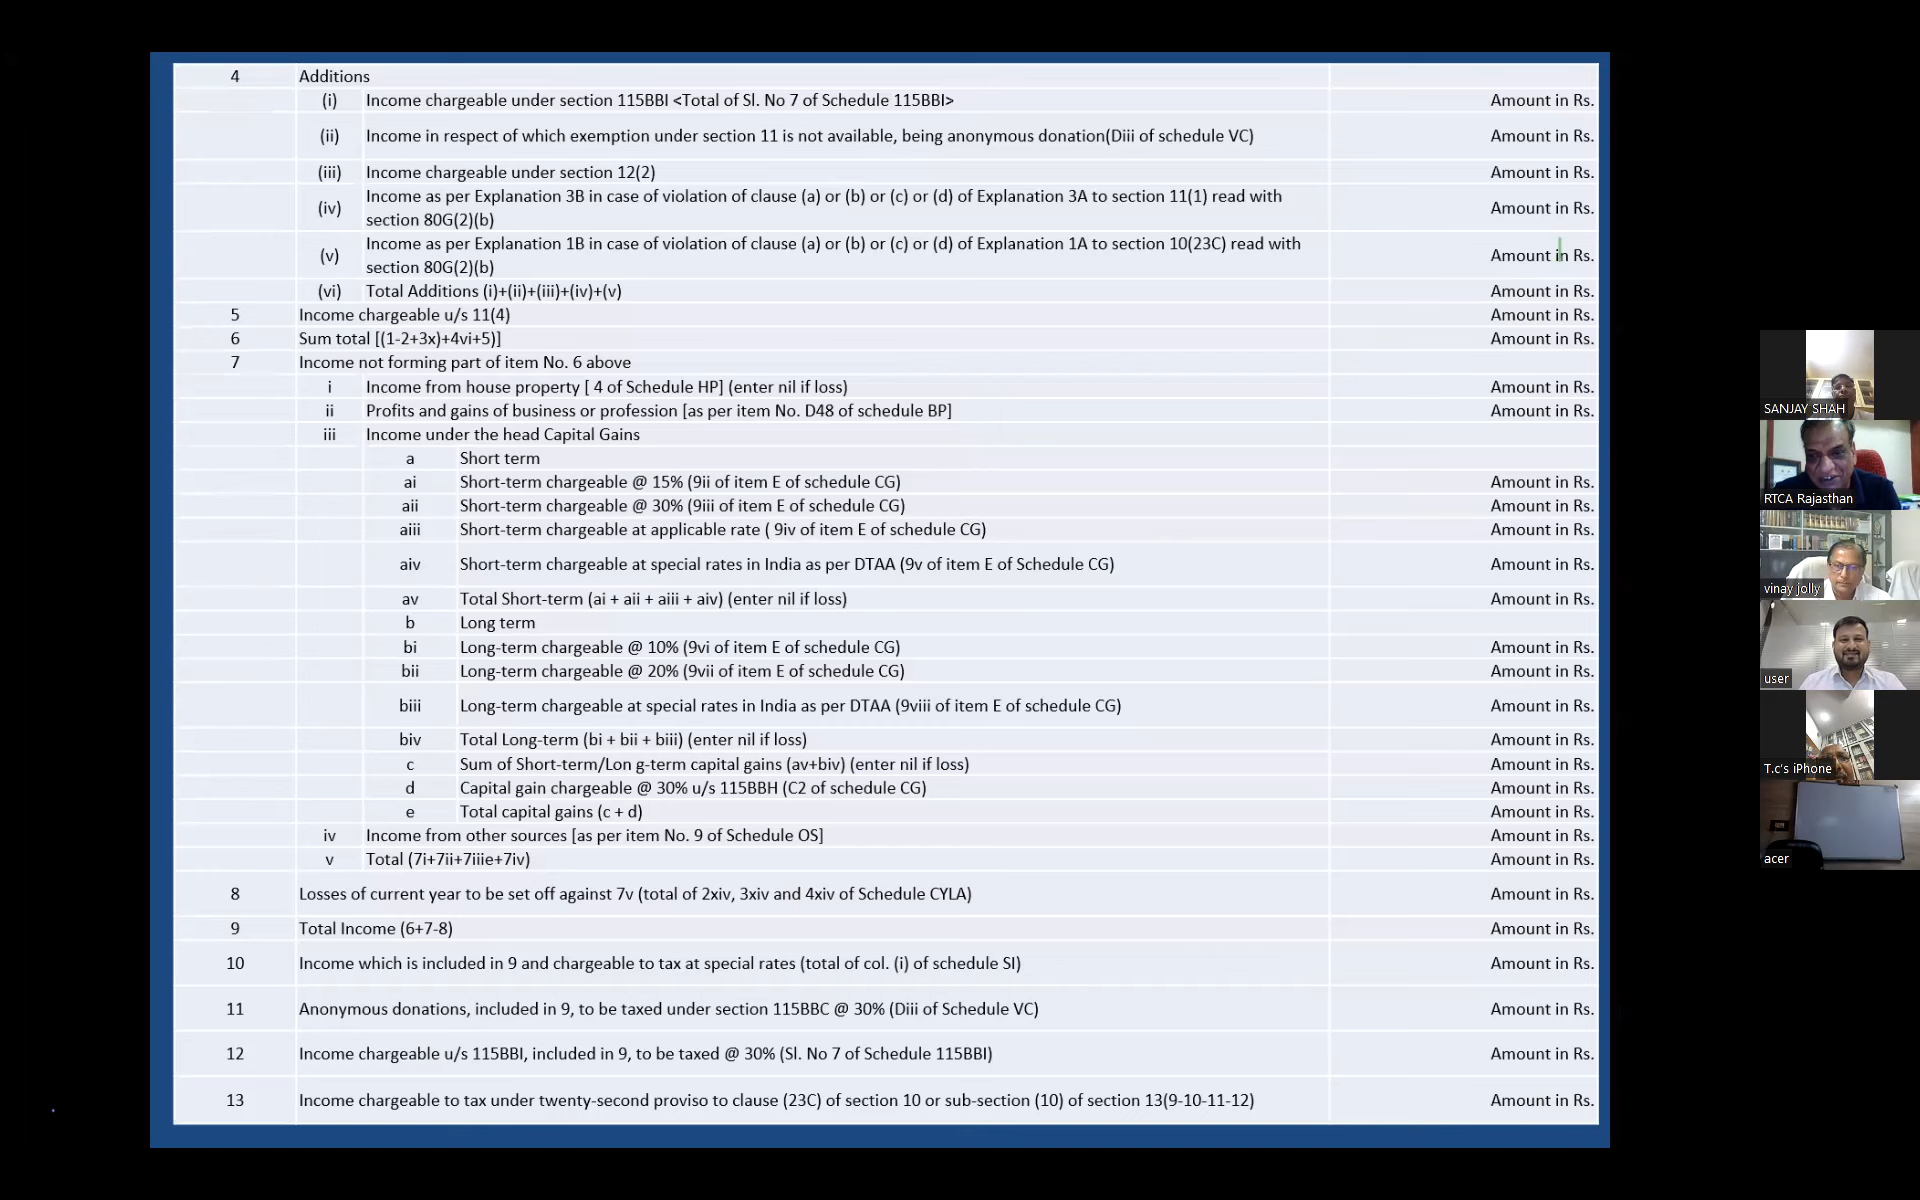 4 Additions
(i) Income chargeable under section 115BBI <Total of Sl. No 7 of Schedule 115BBI> Amount in Rs.
(ii) Income in respect of which exemption under section 11 is not available, being anonymous donation(Diii of schedule VC) Amount in Rs.
(iii) Income chargeable under section 12(2) Amount in Rs.
(iv) Income as per Explanation 3B in case of violation of clause (a) or (b) or (c) or (d) of Explanation 3A to section 11(1) read with
section 80G(2)(b) Amount in Rs.
(v) Income as per Explanation 1B in case of violation of clause (a) or (b) or (c) or (d) of Explanation 1A to section 10(23C) read with
section 80G(2)(b) Amount in Rs.
(vi) Total Additions (i)+(ii)+(iii)+(iv)+(v) Amount in Rs.
5 Income chargeable u/s 11(4) Amount in Rs.
6 Sum total [(1-2+3x)+4vi+5)] Amount in Rs.
7 Income not forming part of item No. 6 above
i Income from house property [ 4 of Schedule HP] (enter nil if loss) Amount in Rs.
ii Profits and gains of business or profession [as per item No. D48 of schedule BP] Amount in Rs.
iii Income under the head Capital Gains
a Short term
ai Short-term chargeable @ 15% (9ii of item E of schedule CG) Amount in Rs.
aii Short-term chargeable @ 30% (9iii of item E of schedule CG) Amount in Rs.
aiii Short-term chargeable at applicable rate ( 9iv of item E of schedule CG) Amount in Rs.
aiv Short-term chargeable at special rates in India as per DTAA (9v of item E of Schedule CG) Amount in Rs.
av Total Short-term (ai + aii + aiii + aiv) (enter nil if loss) Amount in Rs.
b Long term
bi Long-term chargeable @ 10% (9vi of item E of schedule CG) Amount in Rs.
bii Long-term chargeable @ 20% (9vii of item E of schedule CG) Amount in Rs.
biii Long-term chargeable at special rates in India as per DTAA (9viii of item E of schedule CG) Amount in Rs.
biv Total Long-term (bi + bii + biii) (enter nil if loss) Amount in Rs.
c Sum of Short-term/Lon g-term capital gains (av+biv) (enter nil if loss) Amount in Rs.
d Capital gain chargeable @ 30% u/s 115BBH (C2 of schedule CG) Amount in Rs.
e Total capital gains (c + d) Amount in Rs.
iv Income from other sources [as per item No. 9 of Schedule OS] Amount in Rs.
v Total (7i+7ii+7iiie+7iv) Amount in Rs.
8 Losses of current year to be set off against 7v (total of 2xiv, 3xiv and 4xiv of Schedule CYLA) Amount in Rs.
9 Total Income (6+7-8) Amount in Rs.
10 Income which is included in 9 and chargeable to tax at special rates (total of col. (i) of schedule SI) Amount in Rs.
11 Anonymous donations, included in 9, to be taxed under section 115BBC @ 30% (Diii of Schedule VC) Amount in Rs.
12 Income chargeable u/s 115BBI, included in 9, to be taxed @ 30% (Sl. No 7 of Schedule 115BBI) Amount in Rs.
13 Income chargeable to tax under twenty-second proviso to clause (23C) of section 10 or sub-section (10) of section 13(9-10-11-12) Amount in Rs.
SANJAY SHAH
RTCA Rajasthan
vinay jolly
user
T.c's iPhone
acer